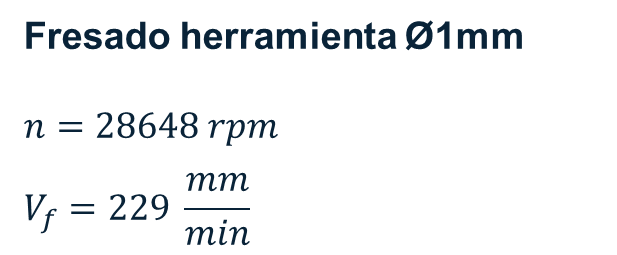 Fresado herramienta Ø1mm
n = 28648 rpm
V_f = 229 mm/min